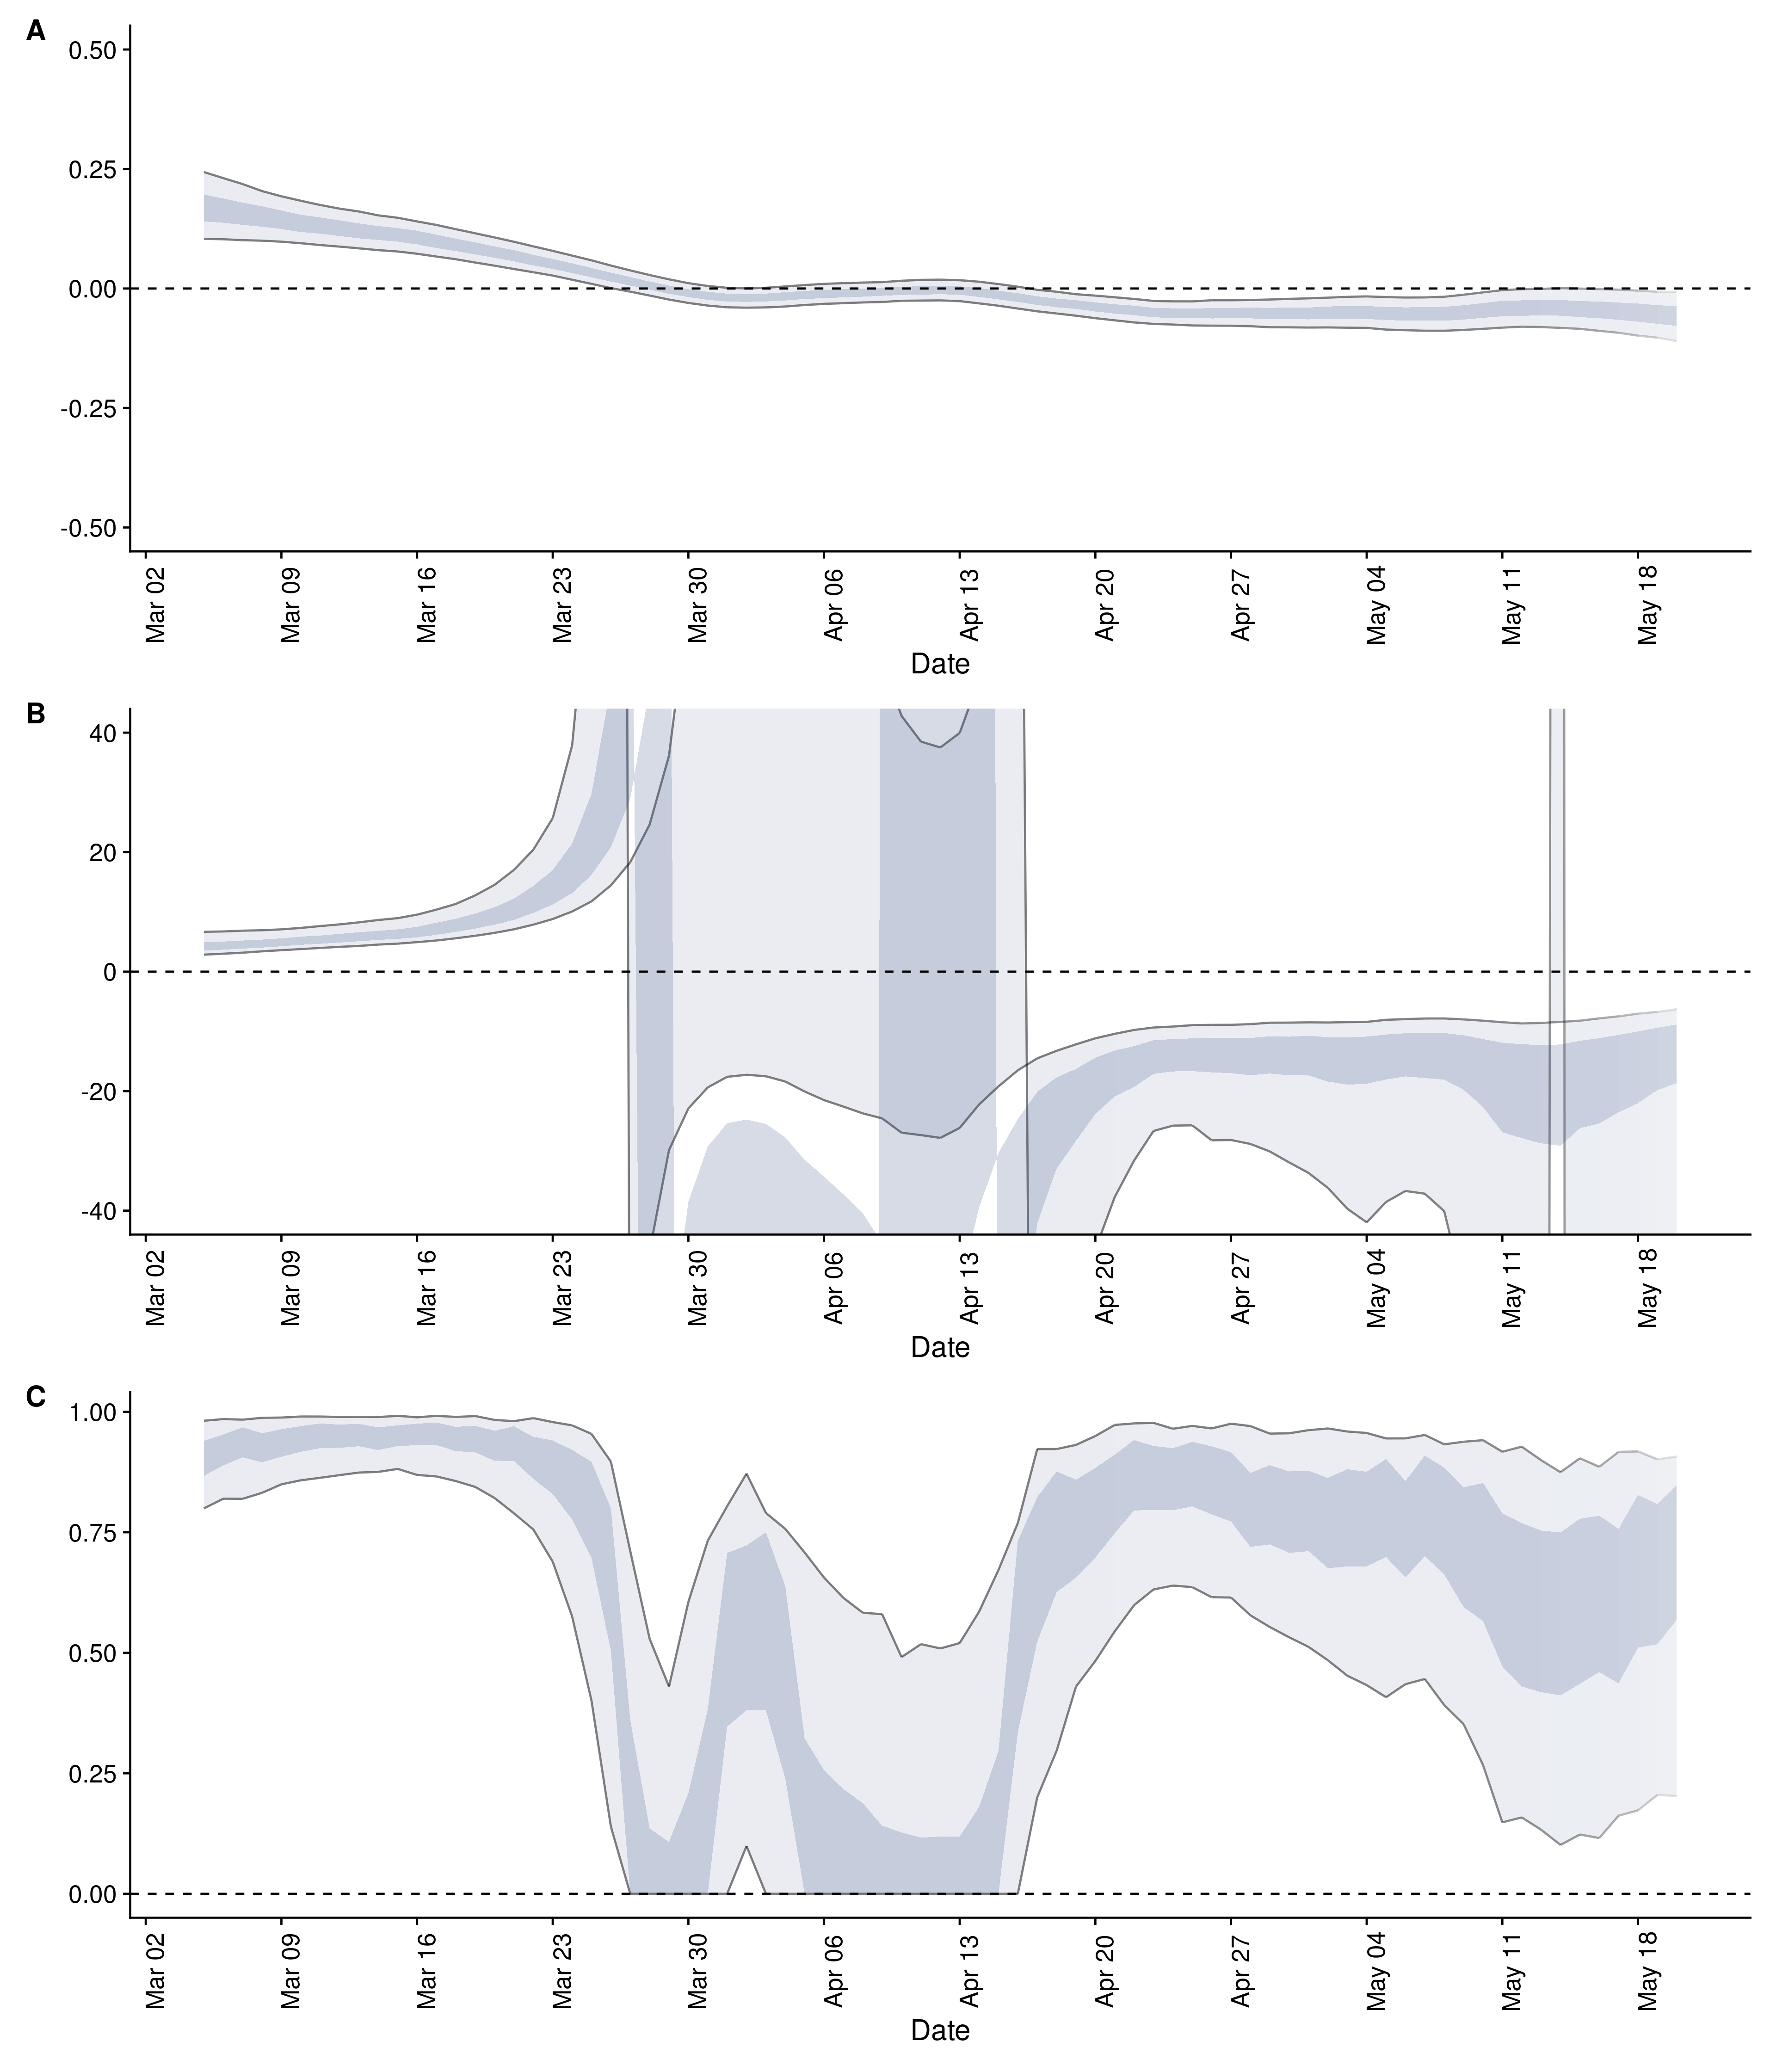 A
0.50
0.25
0.00
-0.25
-0.50
Mar 02
Mar 09
Mar 16
Mar 23
Mar 30
Apr 06
Apr 13
Apr 20
Apr 27
May 04
May 11
May 18
Date
B
40
20
0
-20
-40
Mar 02
Mar 09
Mar 16
Mar 23
Mar 30
Apr 06
Apr 13
Apr 20
Apr 27
May 04
May 11
May 18
Date
C
1.00
0.75
0.50
0.25
0.00
Mar 02
Mar 09
Mar 16
Mar 23
Mar 30
Apr 06
Apr 13
Apr 20
Apr 27
May 04
May 11
May 18
Date